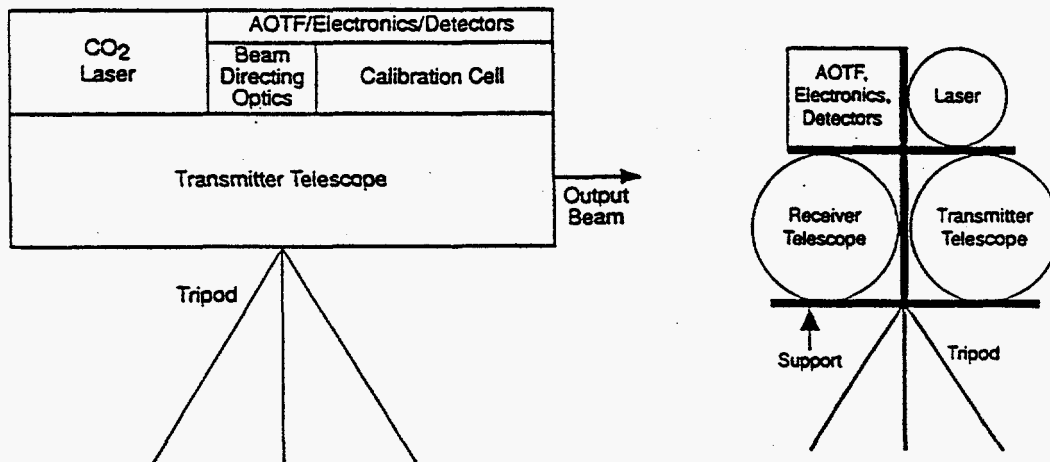 CO2
Laser
AOTF/Electronics/Detectors
Beam
Directing
Optics
Calibration Cell
Transmitter Telescope
Output
Beam
Tripod
AOTF,
Electronics,
Detectors
Laser
Receiver
Telescope
Transmitter
Telescope
Support
Tripod